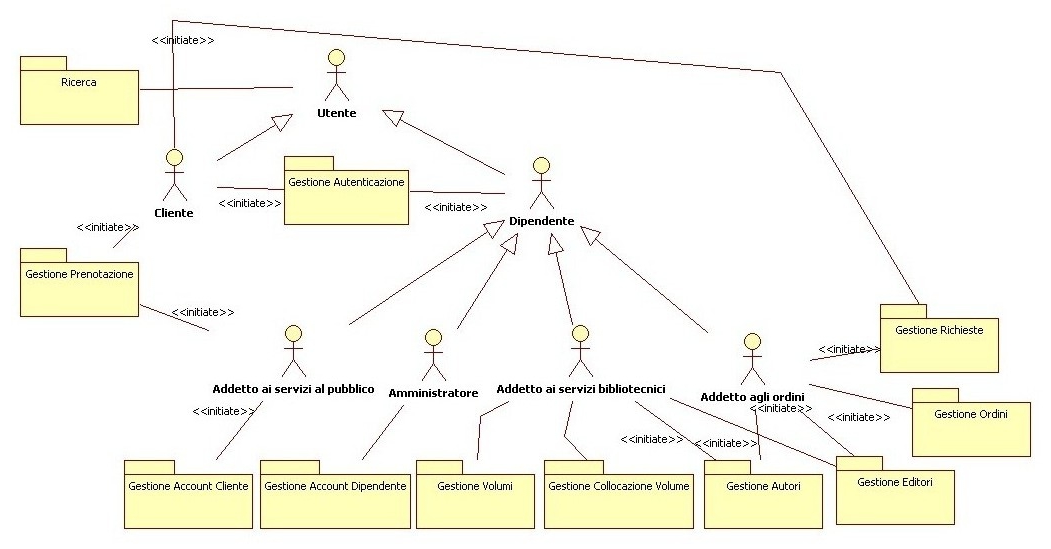 <<initiate>>
Ricerca
Utente
Gestione Autenticazione
<<initiate>>
<<initiate>>
Cliente
Dipendente
<<initiate>>
Gestione Prenotazione
<<initiate>>
Gestione Richieste
<<initiate>>
Addetto ai servizi al pubblico
Amministratore
Addetto ai servizi bibliotecnici
Addetto agli ordini
<<initiate>>
<<initiate>>
<<initiate>>
Gestione Ordini
<<initiate>>
<<initiate>>
Gestione Account Cliente
Gestione Account Dipendente
Gestione Volumi
Gestione Collocazione Volume
Gestione Autori
Gestione Editori